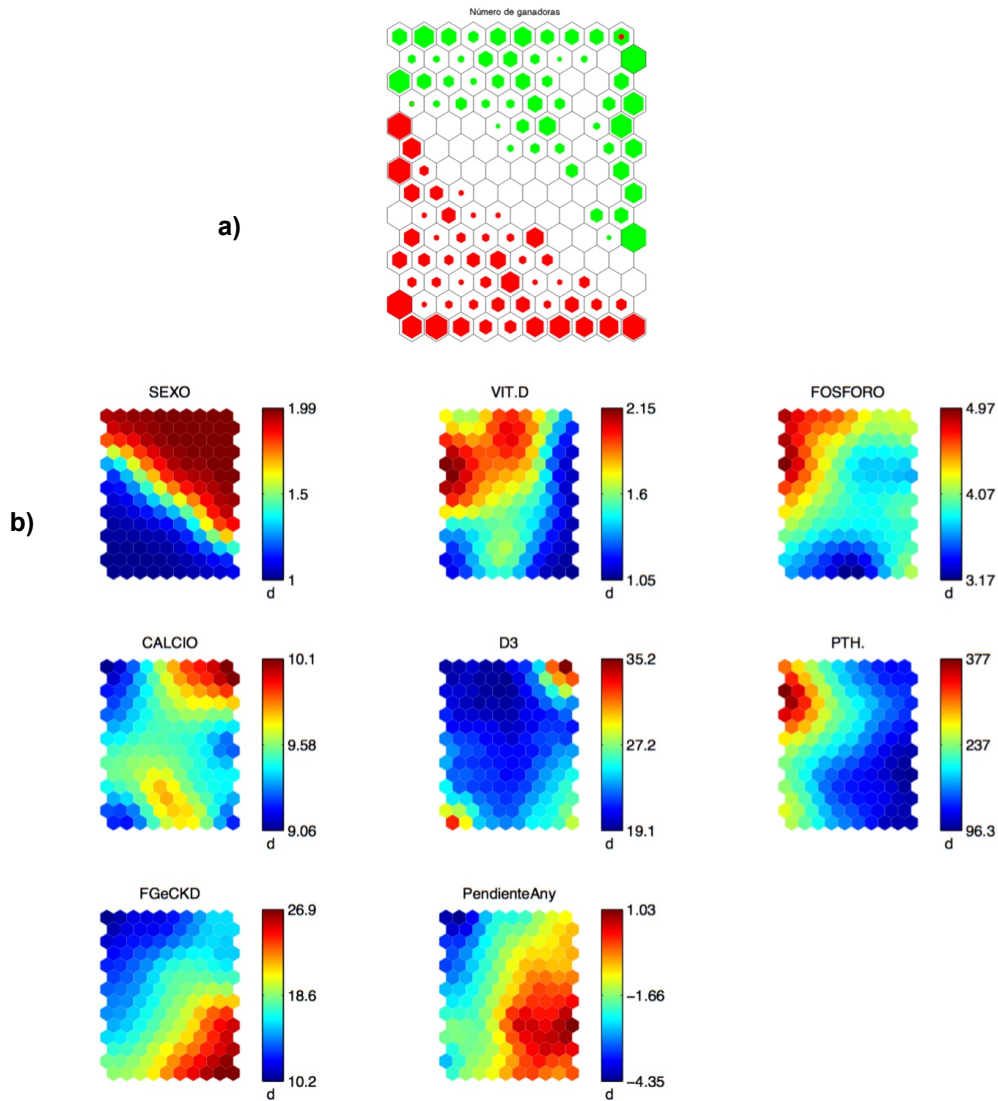 Número de ganadoras
a)
b)
SEXO
1.99
1.5
1
d
VIT.D
2.15
1.6
1.05
d
FOSFORO
4.97
4.07
3.17
d
CALCIO
10.1
9.58
9.06
d
D3
35.2
27.2
19.1
d
PTH.
377
237
96.3
d
FGeCKD
26.9
18.6
10.2
d
PendienteAny
1.03
−1.66
−4.35
d